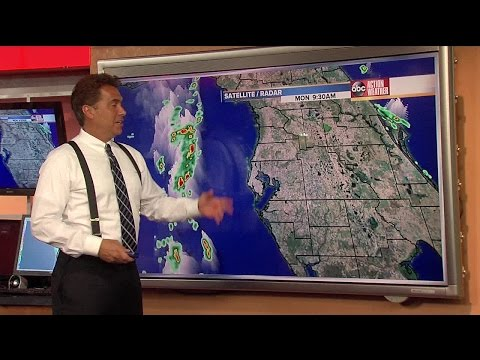 SATELLITE / RADAR
MON 9:30AM
abc
ACTION
WEATHER